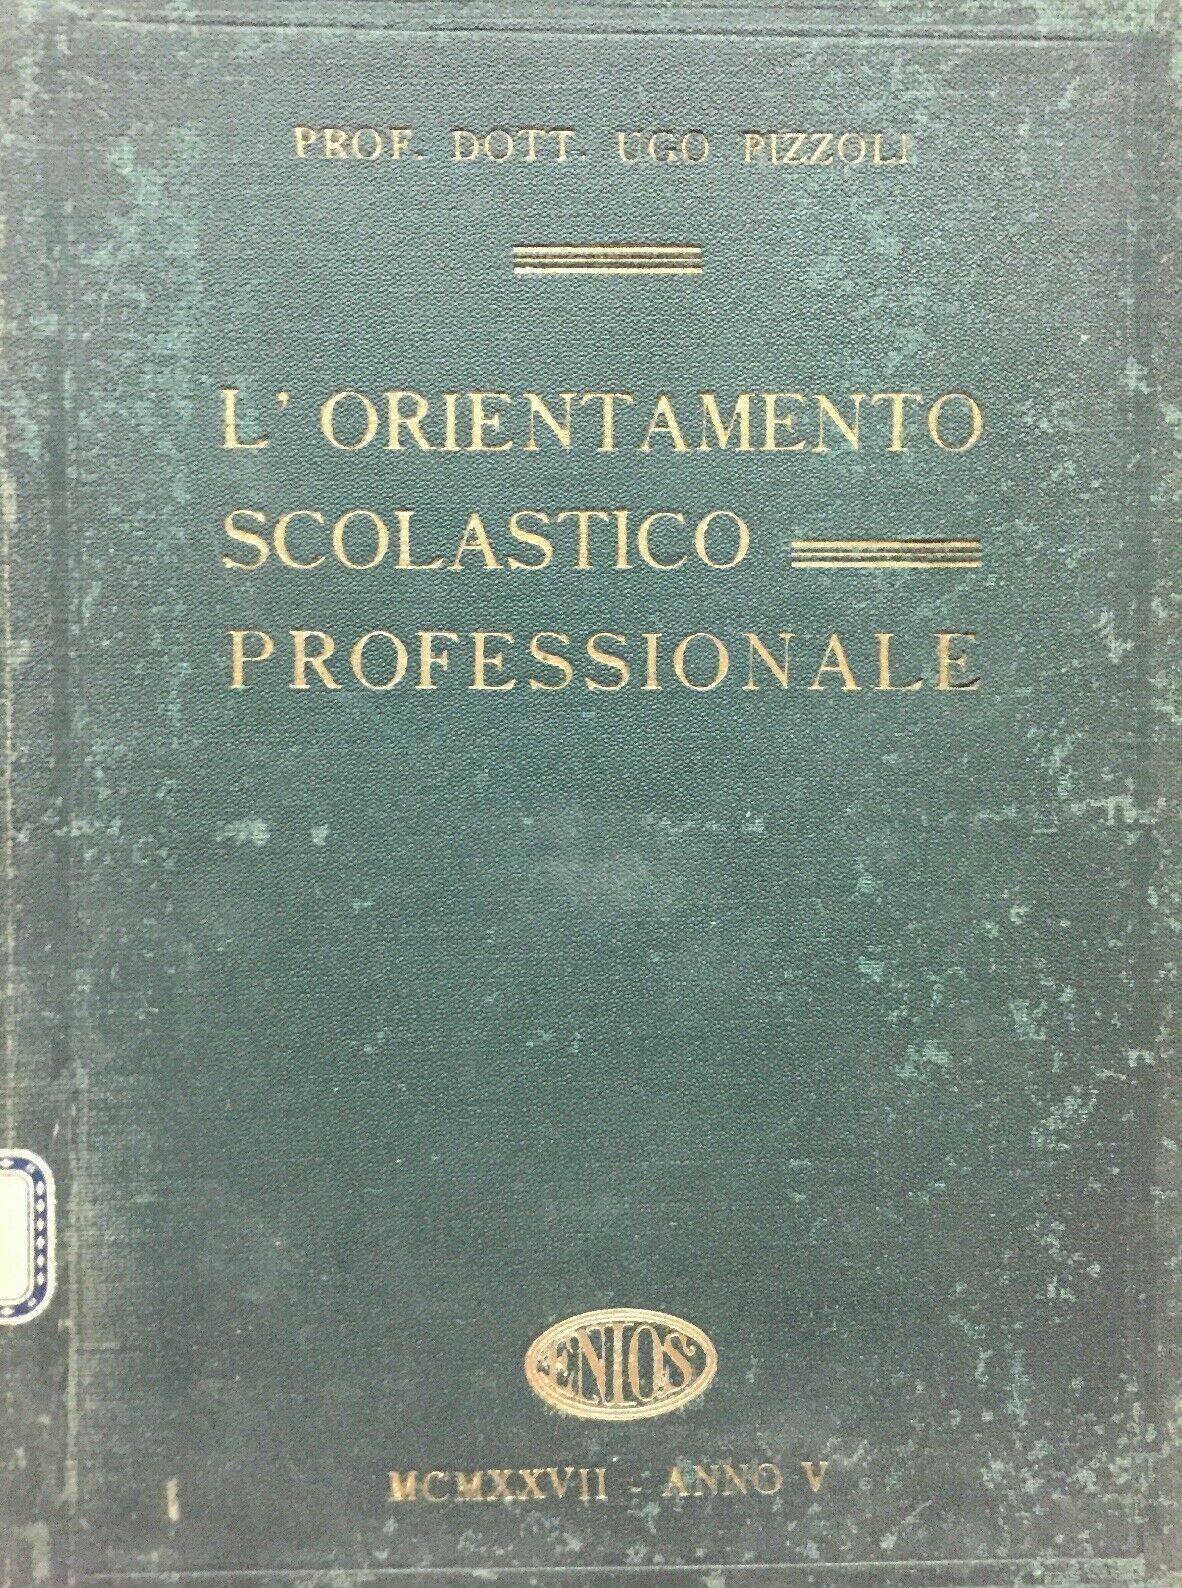 PROF. DOTT. UGO PIZZOLI
L'ORIENTAMENTO
SCOLASTICO
PROFESSIONALE
ENIOS
MCMXXVII - ANNO V